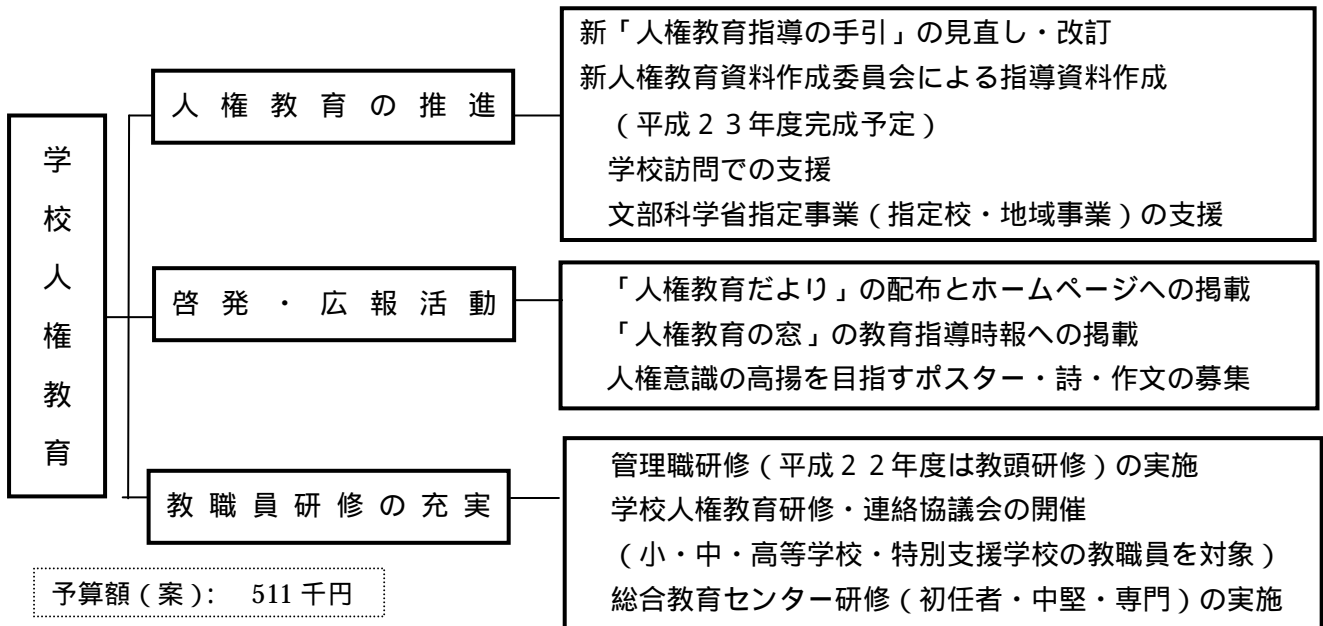 学校人権教育
人権教育の推進
新「人権教育指導の手引」の見直し・改訂
新人権教育資料作成委員会による指導資料作成
（平成２３年度完成予定）
学校訪問での支援
文部科学省指定事業（指定校・地域事業）の支援
啓発・広報活動
「人権教育だより」の配布とホームページへの掲載
「人権教育の窓」の教育指導時報への掲載
人権意識の高揚を目指すポスター・詩・作文の募集
教職員研修の充実
管理職研修（平成２２年度は教頭研修）の実施
学校人権教育研修・連絡協議会の開催
（小・中・高等学校・特別支援学校の教職員を対象）
総合教育センター研修（初任者・中堅・専門）の実施
予算額（案）： 511 千円